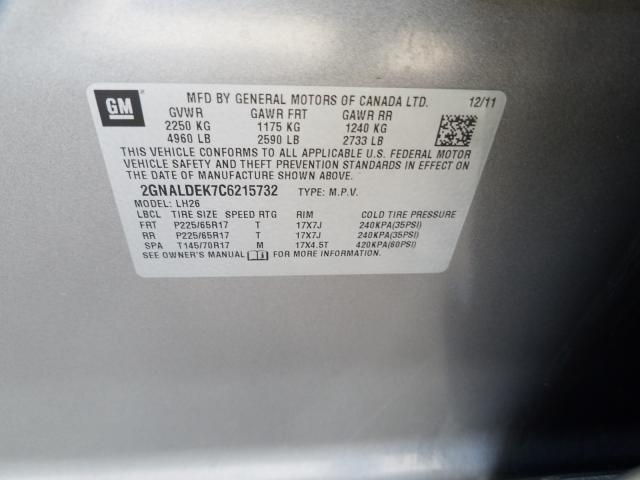 GM
MFD BY GENERAL MOTORS OF CANADA LTD. 12/11
GVWR GAWR FRT GAWR RR
2250 KG 1175 KG 1240 KG
4960 LB 2590 LB 2733 LB
THIS VEHICLE CONFORMS TO ALL APPLICABLE U.S. FEDERAL MOTOR
VEHICLE SAFETY AND THEFT PREVENTION STANDARDS IN EFFECT ON
THE DATE OF MANUFACTURE SHOWN ABOVE.
2GNALDEK7C6215732 TYPE: M.P.V.
MODEL: LH26
LBCL TIRE SIZE SPEED RTG RIM COLD TIRE PRESSURE
FRT P225/65R17 T 17X7J 240KPA(35PSI)
RR P225/65R17 T 17X7J 240KPA(35PSI)
SPA T145/70R17 M 17X4.5T 420KPA(60PSI)
SEE OWNER'S MANUAL FOR MORE INFORMATION.